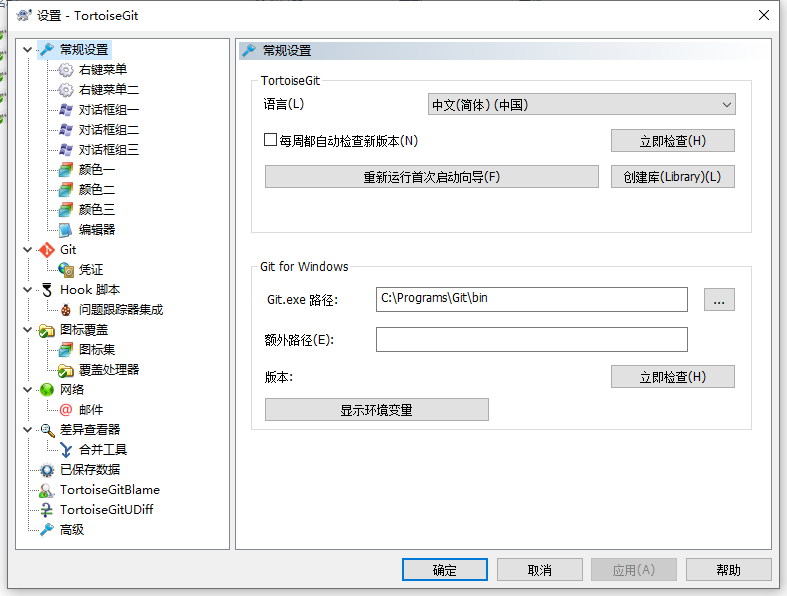 设置 - TortoiseGit
常规设置
右键菜单
右键菜单二
对话框组一
对话框组二
对话框组三
颜色一
颜色二
颜色三
编辑器
Git
凭证
Hook 脚本
问题跟踪器集成
图标覆盖
图标集
覆盖处理器
网络
邮件
差异查看器
合并工具
已保存数据
TortoiseGitBlame
TortoiseGitUDiff
高级
常规设置
TortoiseGit
语言(L)
中文(简体) (中国)
每周都自动检查新版本(N)
立即检查(H)
重新运行首次启动向导(F)
创建库(Library)(L)
Git for Windows
Git.exe 路径:
C:\Programs\Git\bin
...
额外路径(E):
版本:
立即检查(H)
显示环境变量
确定
取消
应用(A)
帮助